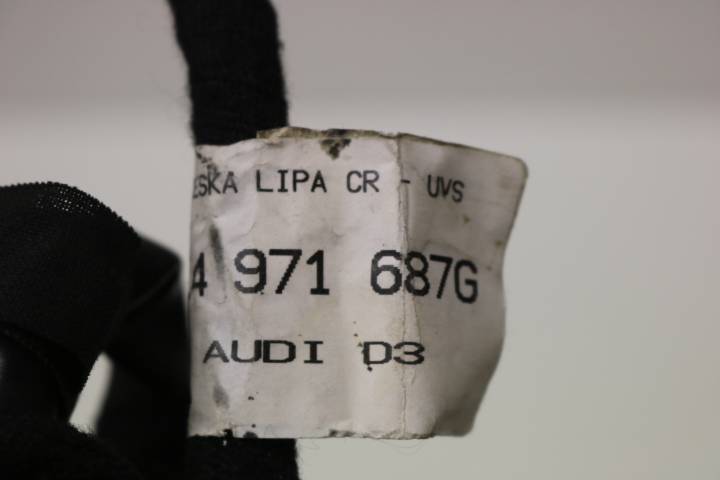 ESKA LIPA CR - UVS
4 971 687G
AUDI D3